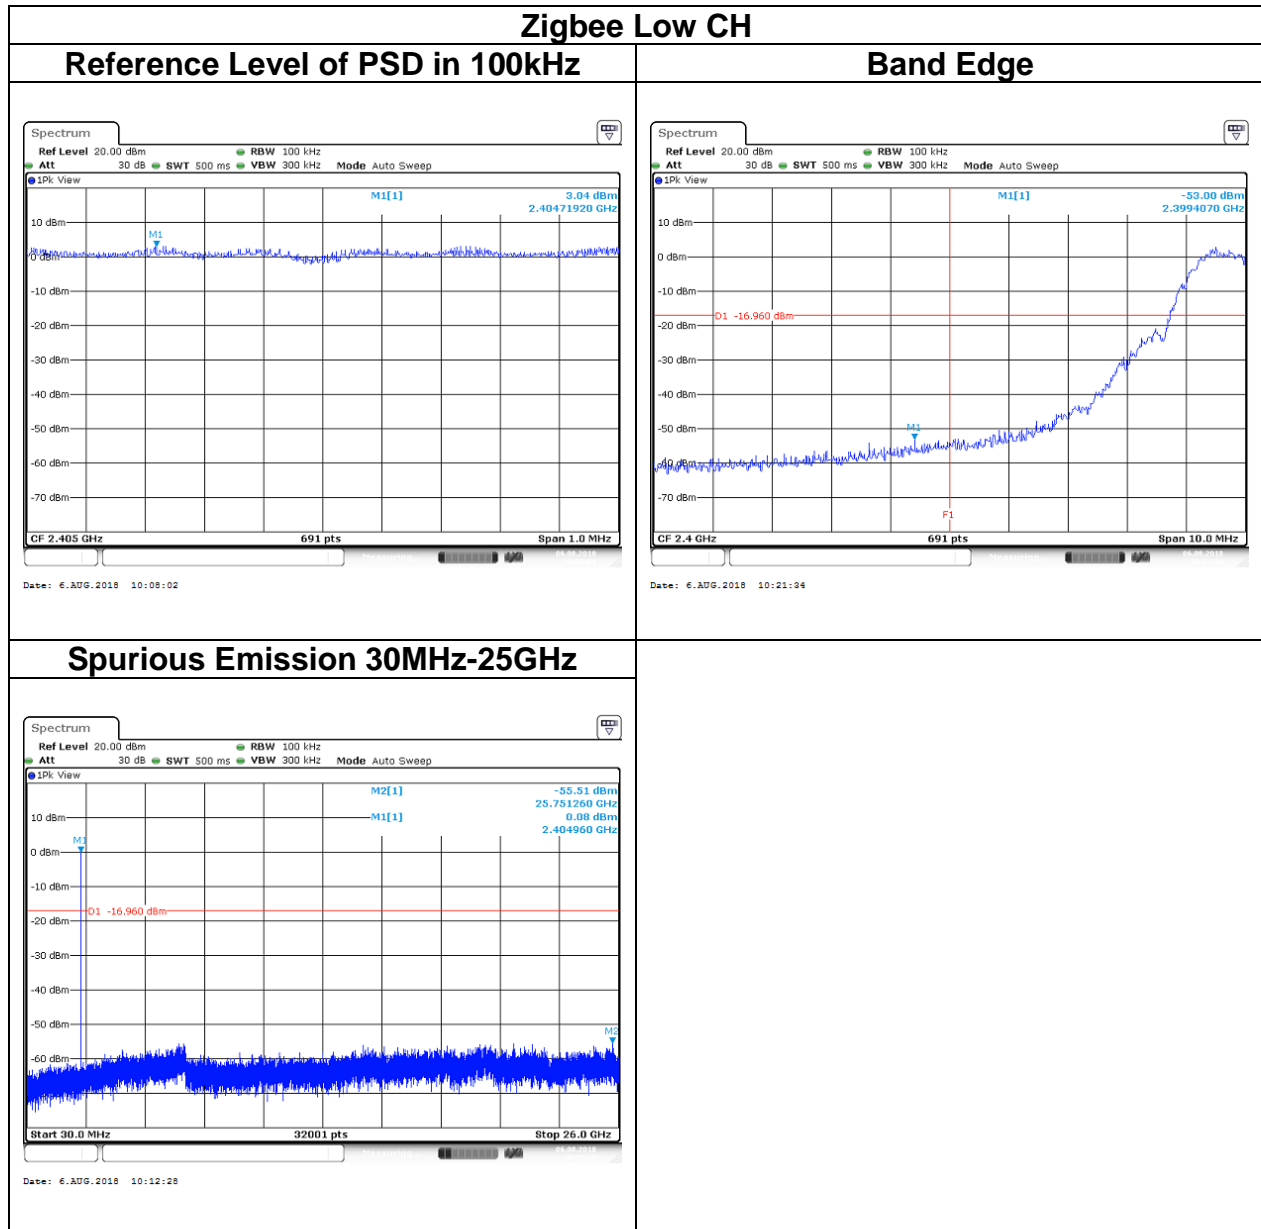 Zigbee Low CH
Reference Level of PSD in 100kHz
Band Edge
Spectrum
Ref Level 20.00 dBm RBW 100 kHz
Att 30 dB SWT 500 ms VBW 300 kHz Mode Auto Sweep
1Pk View
M1[1] 3.04 dBm
2.40471920 GHz
10 dBm
M1
0 dBm
-10 dBm
-20 dBm
-30 dBm
-40 dBm
-50 dBm
-60 dBm
-70 dBm
CF 2.405 GHz 691 pts Span 1.0 MHz
Date: 6.AUG.2018 10:08:02
Spectrum
Ref Level 20.00 dBm RBW 100 kHz
Att 30 dB SWT 500 ms VBW 300 kHz Mode Auto Sweep
1Pk View
M1[1] -53.00 dBm
2.3994070 GHz
10 dBm
0 dBm
-10 dBm
D1 -16.960 dBm
-20 dBm
-30 dBm
-40 dBm
-50 dBm
M1
-60 dBm
-70 dBm
F1
CF 2.4 GHz 691 pts Span 10.0 MHz
Date: 6.AUG.2018 10:21:34
Spurious Emission 30MHz-25GHz
Spectrum
Ref Level 20.00 dBm RBW 100 kHz
Att 30 dB SWT 500 ms VBW 300 kHz Mode Auto Sweep
1Pk View
M2[1] -55.51 dBm
25.751260 GHz
10 dBm
M1[1] 0.08 dBm
2.404960 GHz
M1
0 dBm
-10 dBm
D1 -16.960 dBm
-20 dBm
-30 dBm
-40 dBm
-50 dBm
M2
-60 dBm
Start 30.0 MHz 32001 pts Stop 26.0 GHz
Date: 6.AUG.2018 10:12:28